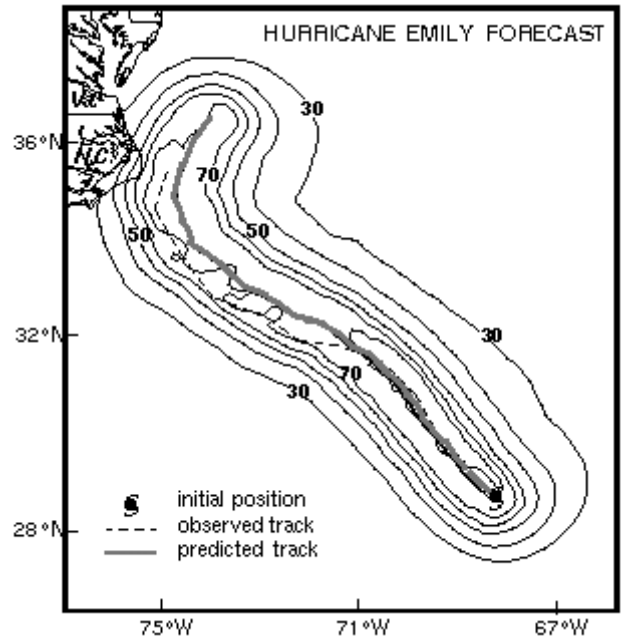 HURRICANE EMILY FORECAST
30
VA
36°N
N.C.
70
50
50
32°N
30
70
30
initial position
observed track
predicted track
28°N
75°W
71°W
67°W